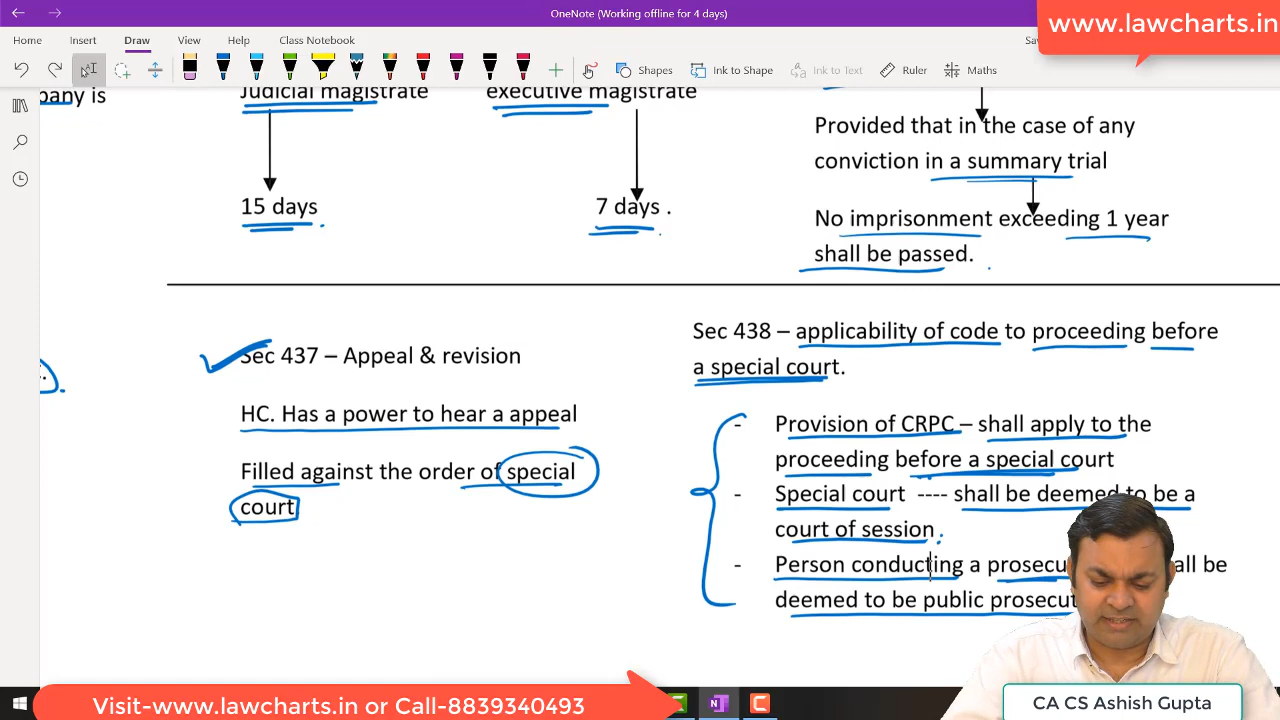 OneNote (Working offline for 4 days)
www.lawcharts.in
Home Insert Draw View Help Class Notebook
Ink to Shape Shapes Ink to Text Ruler Maths
pany is
Judicial magistrate
executive magistrate
15 days
7 days .
Provided that in the case of any
conviction in a summary trial
No imprisonment exceeding 1 year
shall be passed.
Sec 437 – Appeal & revision
HC. Has a power to hear a appeal
Filled against the order of special
court
Sec 438 – applicability of code to proceeding before
a special court.
- Provision of CRPC – shall apply to the
proceeding before a special court
- Special court ---- shall be deemed to be a
court of session.
- Person conducting a prosecu all be
deemed to be public prosecut
Visit-www.lawcharts.in or Call-8839340493
CA CS Ashish Gupta